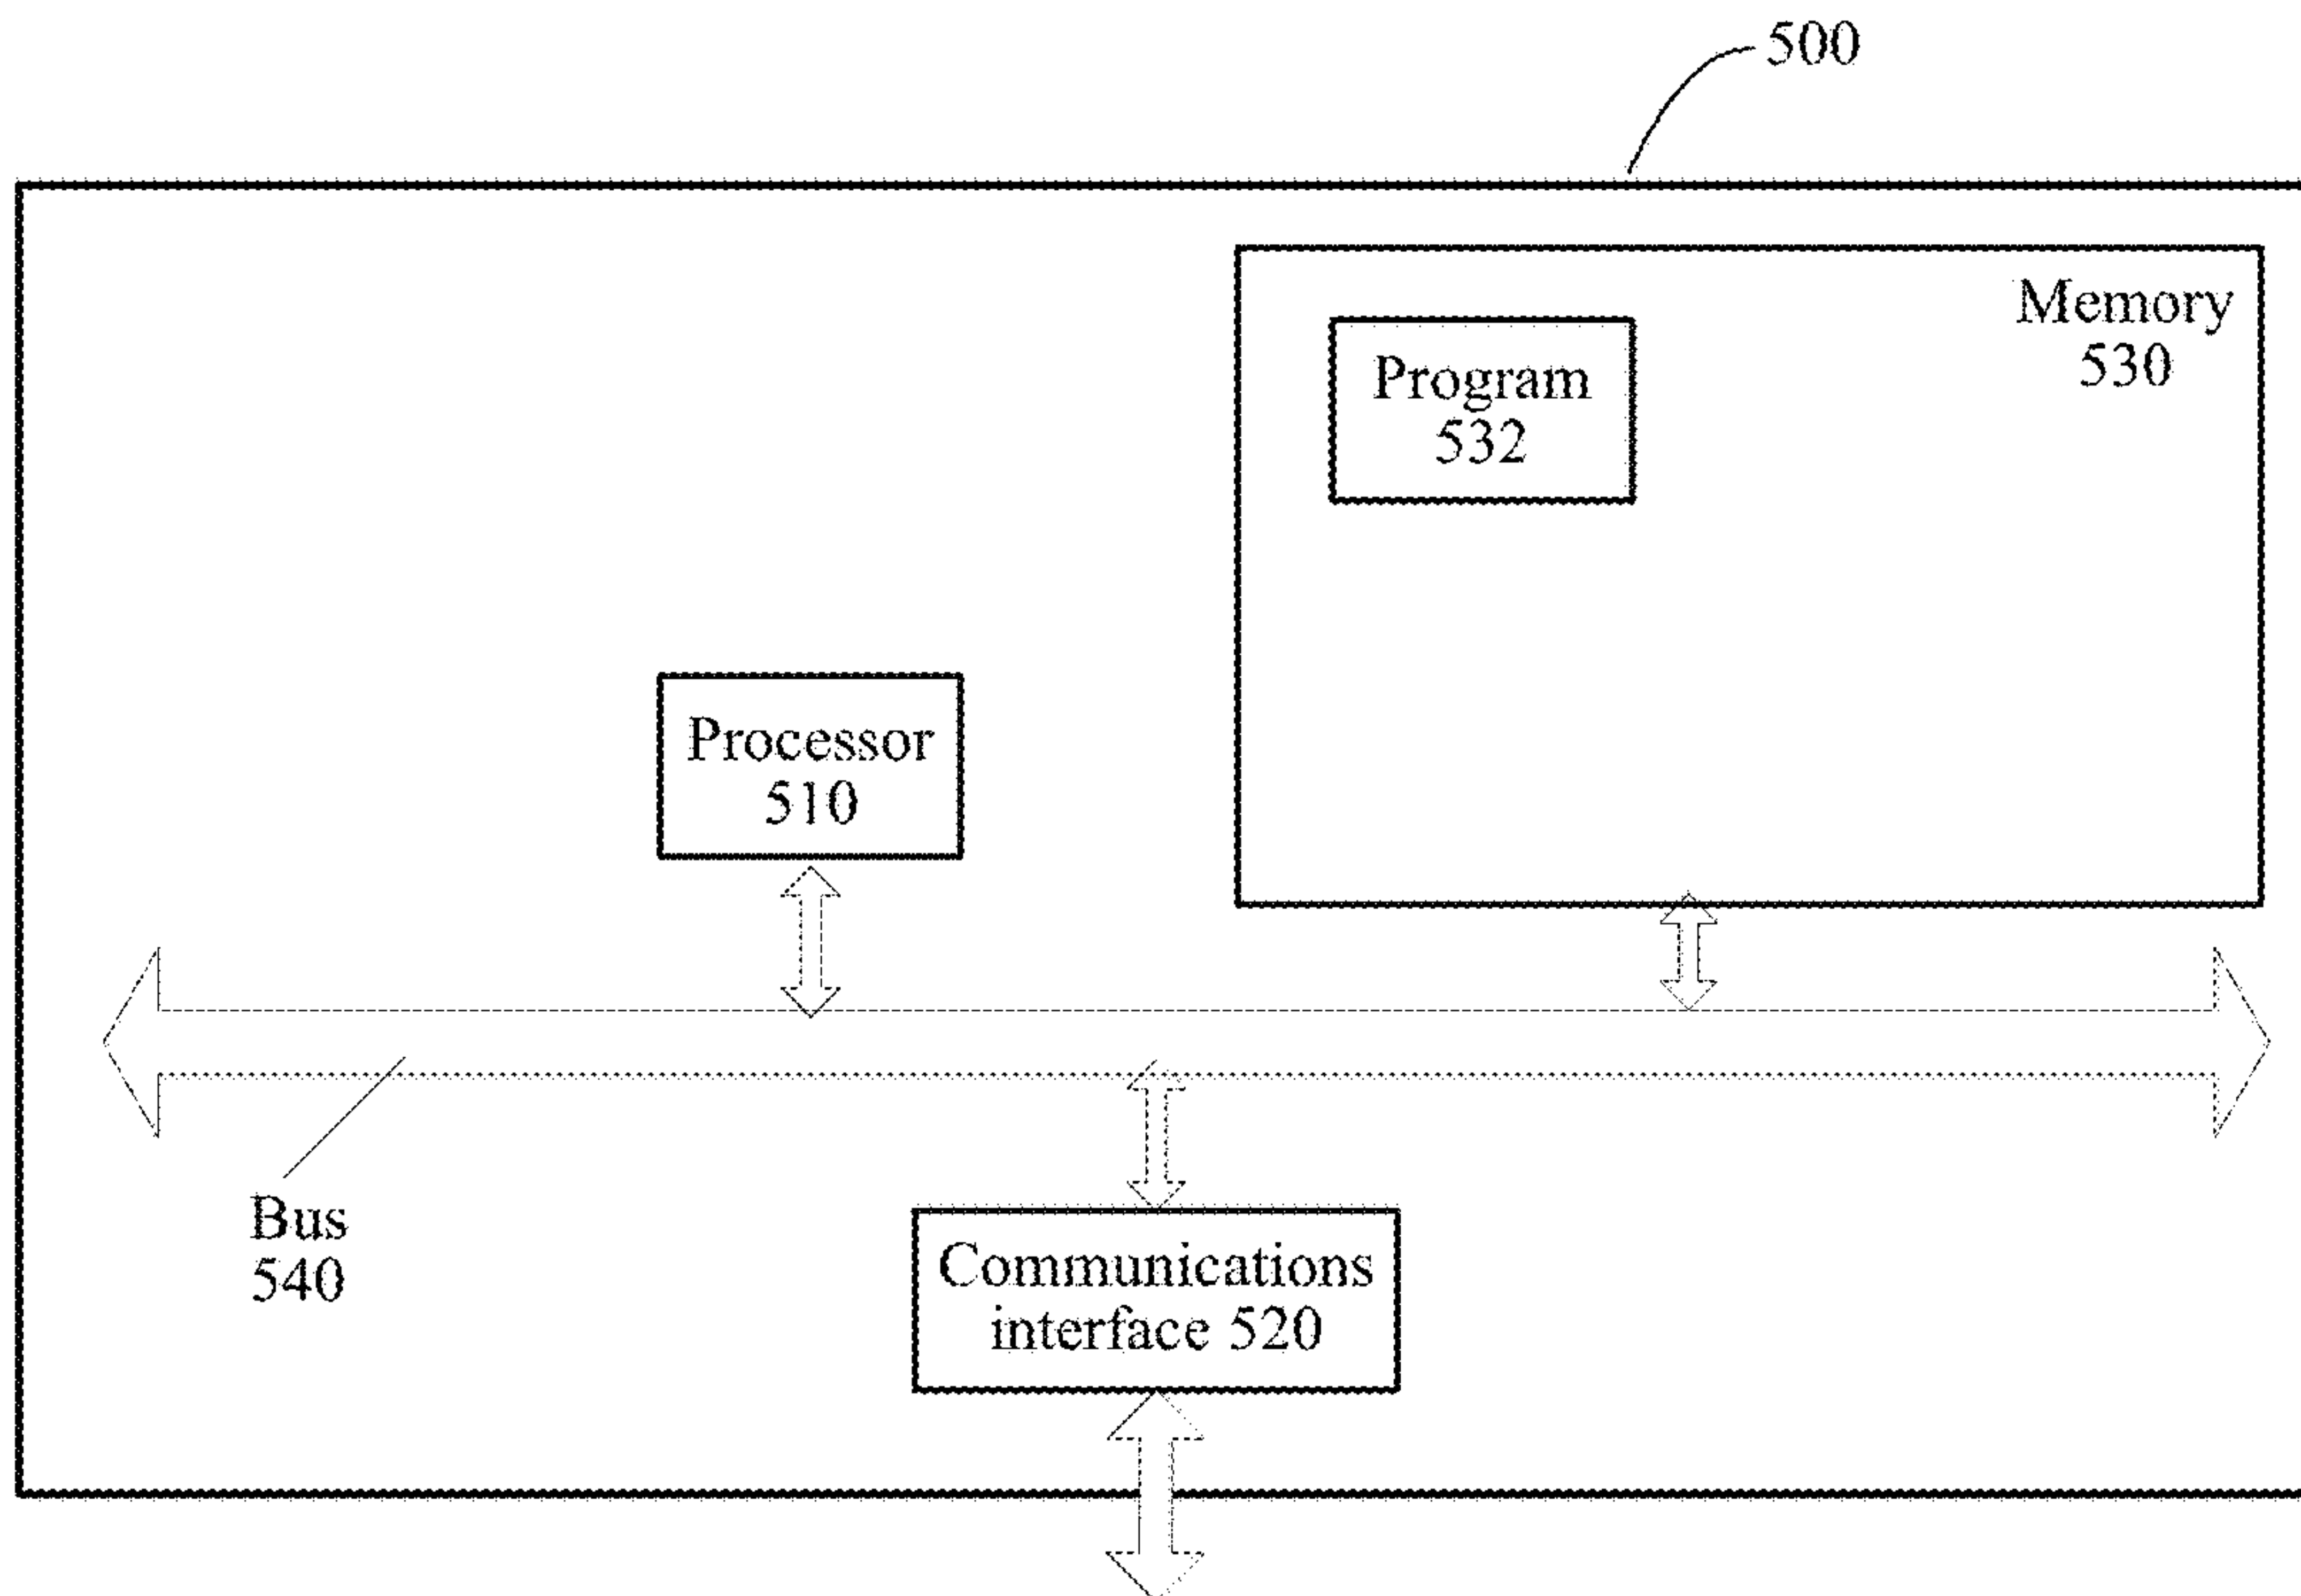 500
Memory
530
Program
532
Processor
510
Bus
540
Communications
interface 520